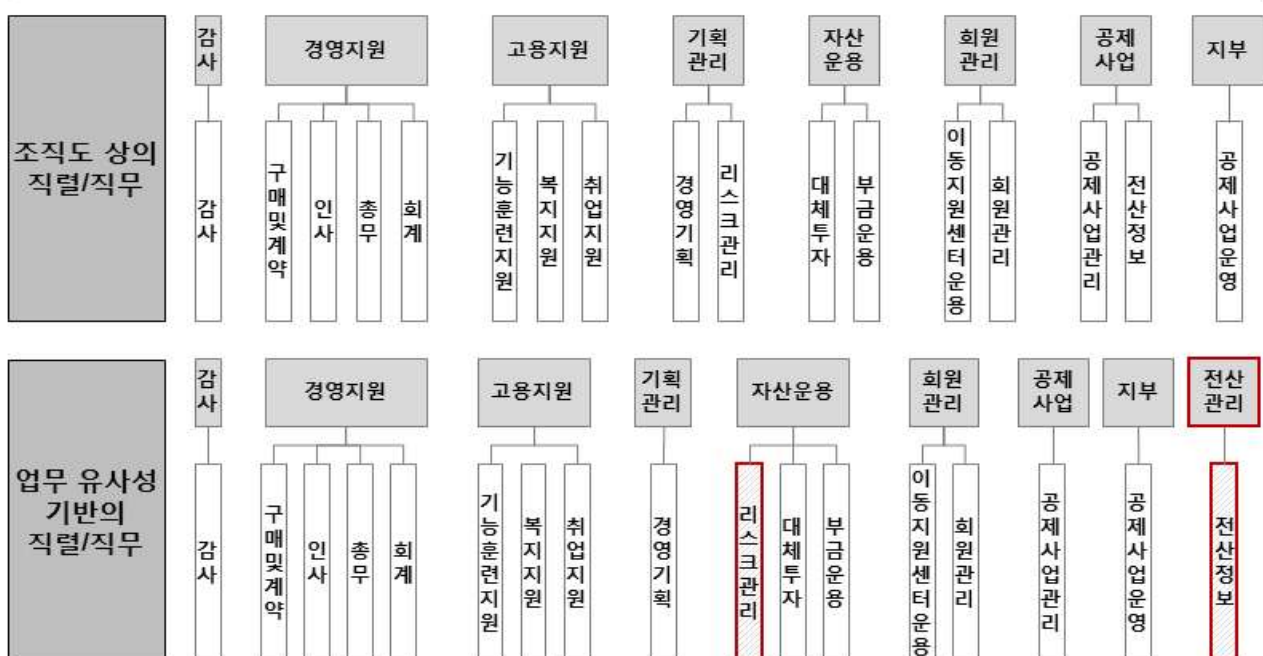 조직도 상의
직렬/직무
감사
경영지원
고용지원
기획
관리
자산
운용
회원
관리
공제
사업
지부
감사
구매및계약
인사
총무
회계
기능훈련지원
복지지원
취업지원
경영기획
리스크관리
대체투자
부금운용
이동지원센터운용
회원관리
공제사업관리
전산정보
공제사업운영
업무 유사성
기반의
직렬/직무
감사
경영지원
고용지원
기획
관리
자산운용
회원
관리
공제
사업
지부
전산
관리
감사
구매및계약
인사
총무
회계
기능훈련지원
복지지원
취업지원
경영기획
리스크관리
대체투자
부금운용
이동지원센터운용
회원관리
공제사업관리
공제사업운영
전산정보